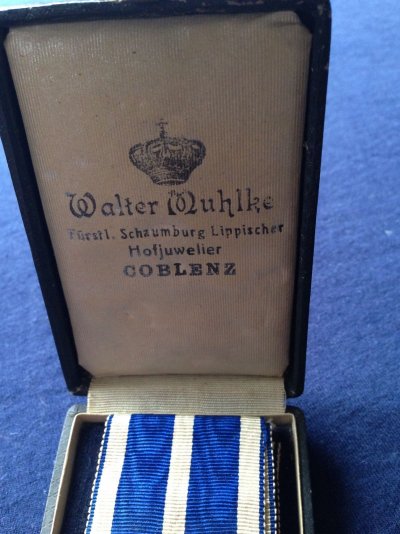 Walter Muhlke
Fürstl. Schaumburg Lippischer
Hofjuwelier
COBLENZ